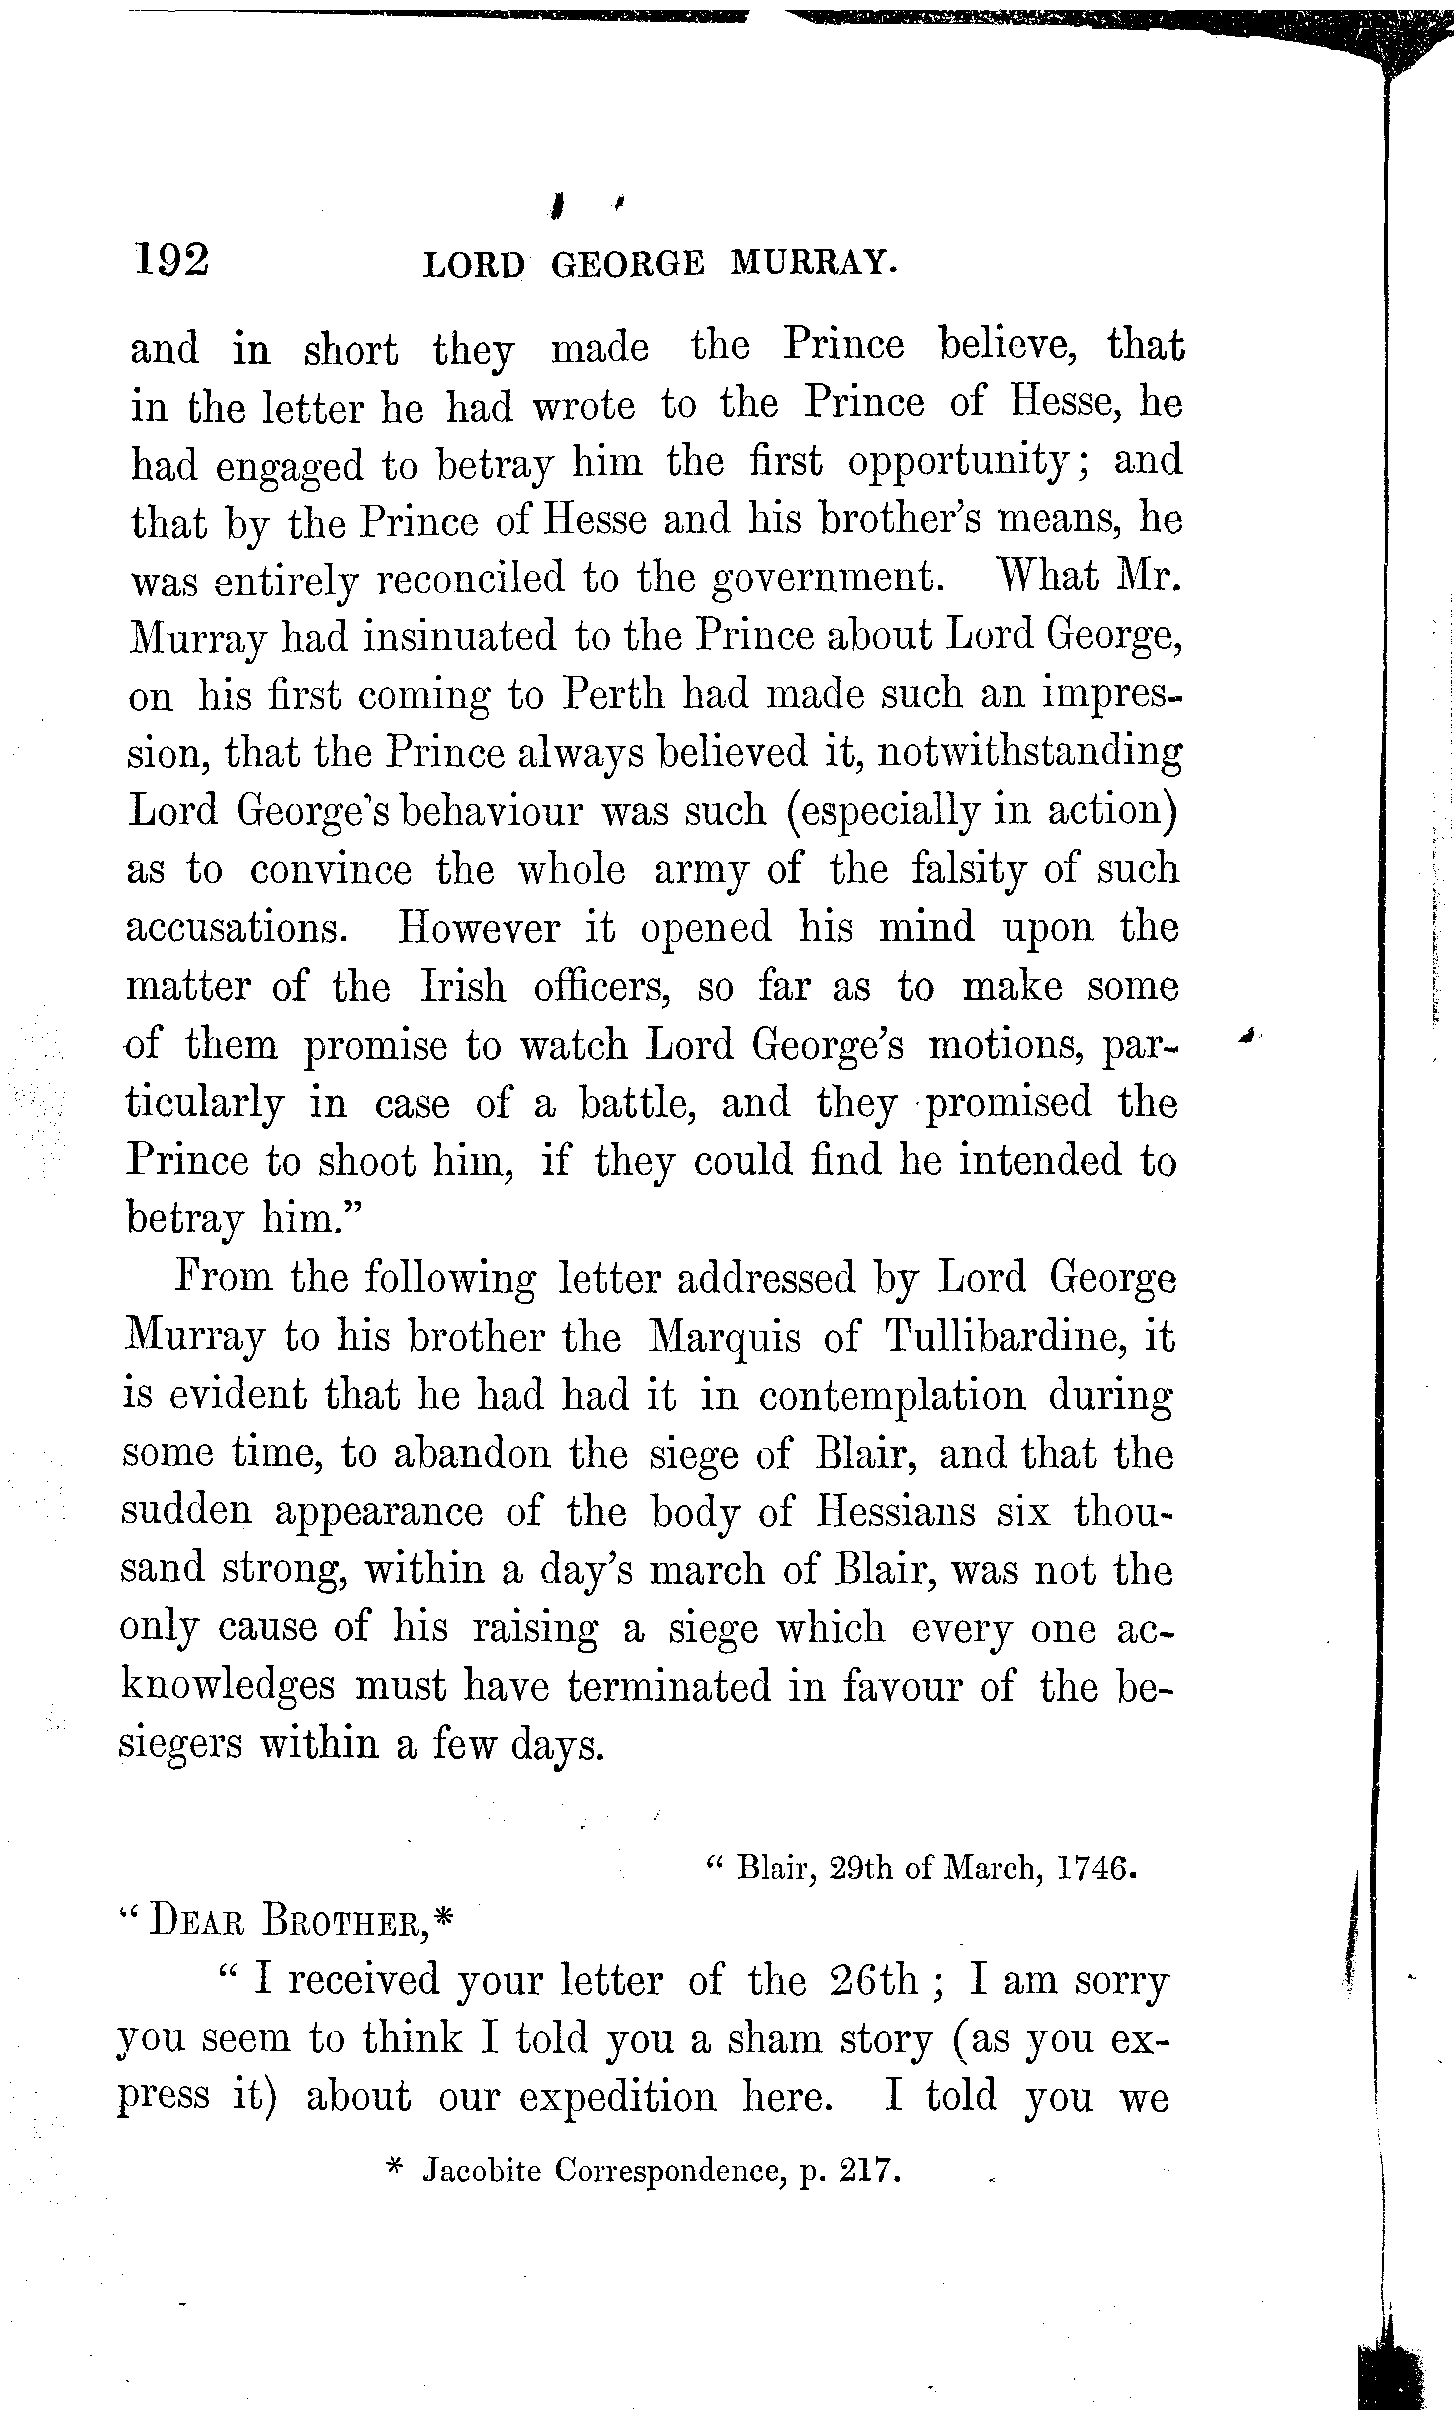 192 LORD GEORGE MURRAY.
and in short they made the Prince believe, that
in the letter he had wrote to the Prince of Hesse, he
had engaged to betray him the first opportunity; and
that by the Prince of Hesse and his brother's means, he
was entirely reconciled to the government. What Mr.
Murray had insinuated to the Prince about Lord George,
on his first coming to Perth had made such an impres-
sion, that the Prince always believed it, notwithstanding
Lord George's behaviour was such (especially in action)
as to convince the whole army of the falsity of such
accusations. However it opened his mind upon the
matter of the Irish officers, so far as to make some
of them promise to watch Lord George's motions, par-
ticularly in case of a battle, and they promised the
Prince to shoot him, if they could find he intended to
betray him."
From the following letter addressed by Lord George
Murray to his brother the Marquis of Tullibardine, it
is evident that he had had it in contemplation during
some time, to abandon the siege of Blair, and that the
sudden appearance of the body of Hessians six thou-
sand strong, within a day's march of Blair, was not the
only cause of his raising a siege which every one ac-
knowledges must have terminated in favour of the be-
siegers within a few days.
" Blair, 29th of March, 1746.
" DEAR BROTHER,*
" I received your letter of the 26th ; I am sorry
you seem to think I told you a sham story (as you ex-
press it) about our expedition here. I told you we
* Jacobite Correspondence, p. 217.